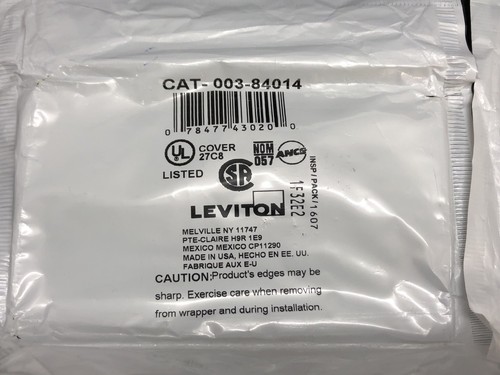 CAT- 003-84014
0 78477 43020 0
UL COVER 27C8 NOM 057 ANCE
LISTED SA
LEVITON
INSP/PACK/1607
1F32E2
MELVILLE NY 11747
PTE-CLAIRE H9R 1E9
MEXICO MEXICO CP11290
MADE IN USA, HECHO EN EE. UU.
FABRIQUE AUX E-U
CAUTION:Product's edges may be
sharp. Exercise care when removing
from wrapper and during installation.